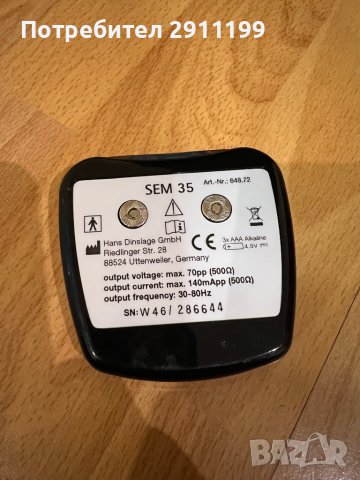 Потребител 2911199
SEM 35
Art.-Nr.: 648.72
Hans Dinslage GmbH
Riedlinger Str. 28
88524 Uttenweiler, Germany
CE
3x AAA Alkaline
4.5V
output voltage: max. 70pp (500Ω)
output current: max. 140mApp (500Ω)
output frequency: 30-80Hz
SN: W46/ 286644
BAZAR